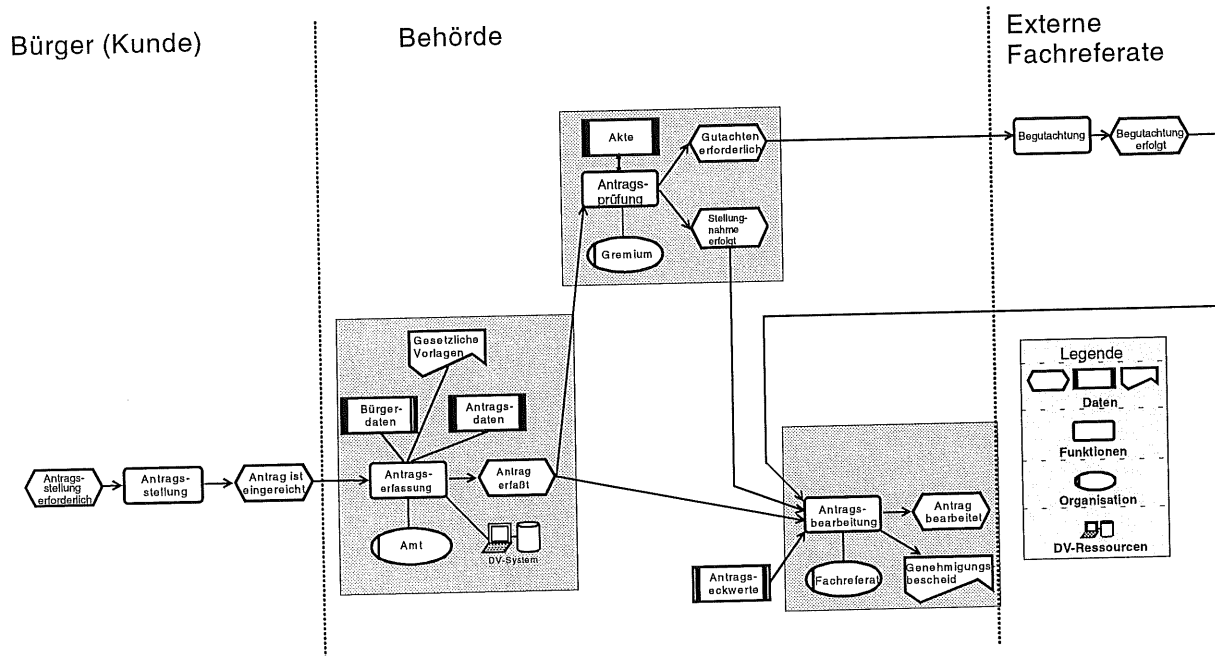 Bürger (Kunde)
Behörde
Externe
Fachreferate
Akte
Gutachten
erforderlich
Begutachtung
Begutachtung
erfolgt
Antrags-
prüfung
Stellung-
nahme
erfolgt
Gremium
Gesetzliche
Vorlagen
Bürger-
daten
Antrags-
daten
Antrags-
stellung
erforderlich
Antrags-
stellung
Antrag ist
eingereicht
Antrags-
erfassung
Antrag
erfaßt
Amt
DV-System
Antrags-
bearbeitung
Antrag
bearbeitet
Antrags-
eckwerte
Fachreferat
Genehmigungs
bescheid
Legende
Daten
Funktionen
Organisation
DV-Ressourcen